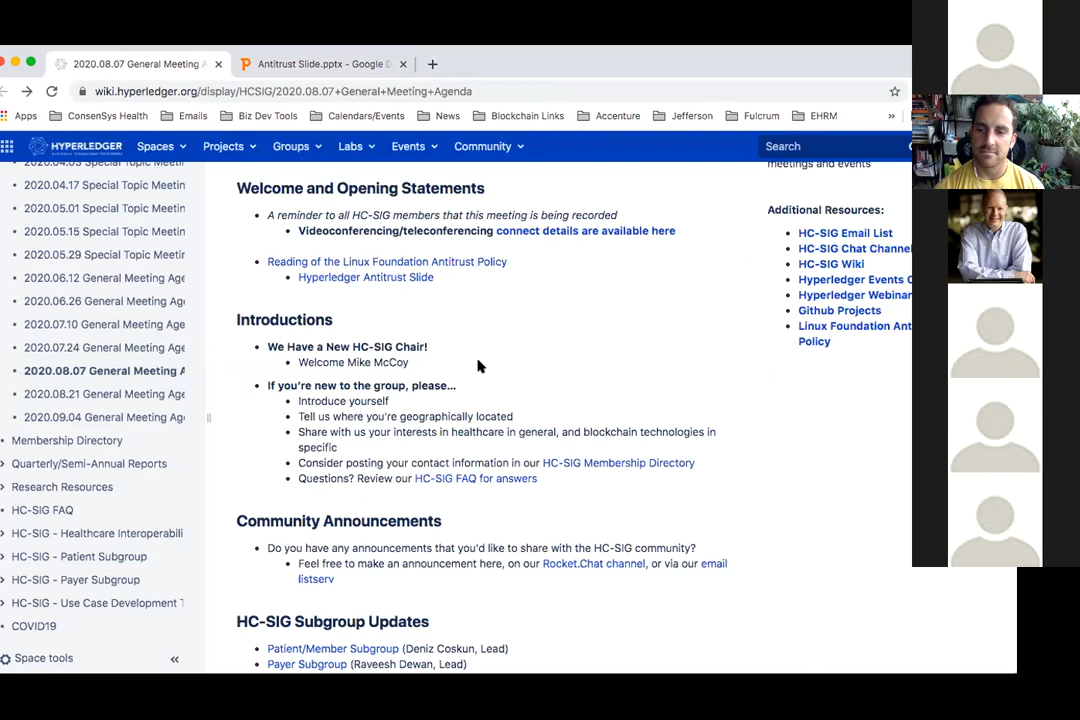 2020.08.07 General Meeting A
Antitrust Slide.pptx - Google D
wiki.hyperledger.org/display/HCSIG/2020.08.07+General+Meeting+Agenda
Apps ConsenSys Health Emails Biz Dev Tools Calendars/Events News Blockchain Links Accenture Jefferson Fulcrum EHRM »
HYPERLEDGER Spaces Projects Groups Labs Events Community Search
2020.04.03 Special Topic Meetin
2020.04.17 Special Topic Meetin
2020.05.01 Special Topic Meetin
2020.05.15 Special Topic Meetin
2020.05.29 Special Topic Meetin
2020.06.12 General Meeting Age
2020.06.26 General Meeting Age
2020.07.10 General Meeting Age
2020.07.24 General Meeting Age
2020.08.07 General Meeting A
2020.08.21 General Meeting Age
2020.09.04 General Meeting Age
Membership Directory
Quarterly/Semi-Annual Reports
Research Resources
HC-SIG FAQ
HC-SIG - Healthcare Interoperabili
HC-SIG - Patient Subgroup
HC-SIG - Payer Subgroup
HC-SIG - Use Case Development T
COVID19
Space tools «
Welcome and Opening Statements
• A reminder to all HC-SIG members that this meeting is being recorded
• Videoconferencing/teleconferencing connect details are available here
• Reading of the Linux Foundation Antitrust Policy
• Hyperledger Antitrust Slide
Introductions
• We Have a New HC-SIG Chair!
• Welcome Mike McCoy
• If you're new to the group, please...
• Introduce yourself
• Tell us where you're geographically located
• Share with us your interests in healthcare in general, and blockchain technologies in
specific
• Consider posting your contact information in our HC-SIG Membership Directory
• Questions? Review our HC-SIG FAQ for answers
Community Announcements
• Do you have any announcements that you'd like to share with the HC-SIG community?
• Feel free to make an announcement here, on our Rocket.Chat channel, or via our email
listserv
HC-SIG Subgroup Updates
• Patient/Member Subgroup (Deniz Coskun, Lead)
• Payer Subgroup (Raveesh Dewan, Lead)
meetings and events
Additional Resources:
• HC-SIG Email List
• HC-SIG Chat Channe
• HC-SIG Wiki
• Hyperledger Events C
• Hyperledger Webinar
• Github Projects
• Linux Foundation Ant
Policy